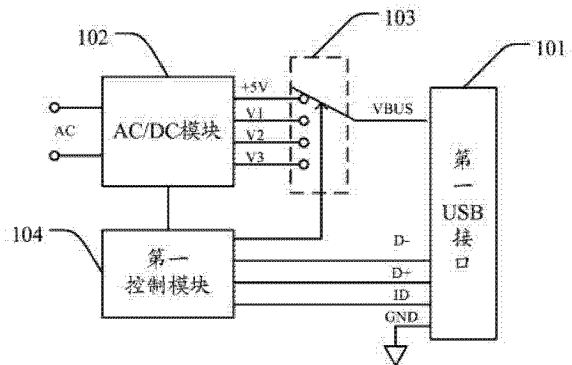 103
102
101
+5V
VBUS
V1
AC
AC/DC模块
V2
V3
第一
USB
接口
104
第一
控制模块
D-
D+
ID
GND